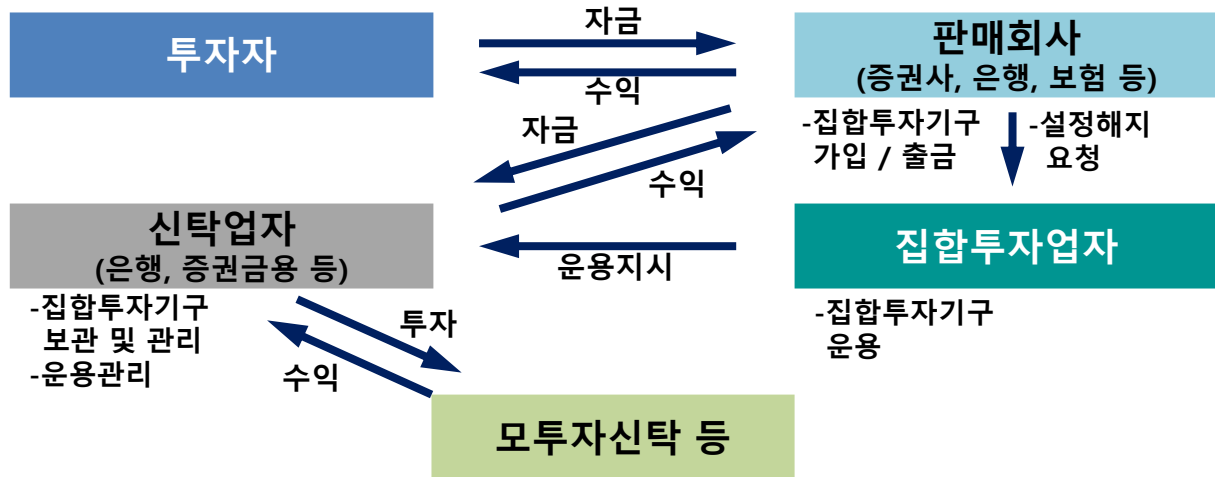 투자자
자금
수익
판매회사
(증권사, 은행, 보험 등)
-집합투자기구
가입 / 출금
-설정해지
요청
자금
수익
신탁업자
(은행, 증권금융 등)
-집합투자기구
보관 및 관리
-운용관리
운용지시
집합투자업자
-집합투자기구
운용
투자
수익
모투자신탁 등